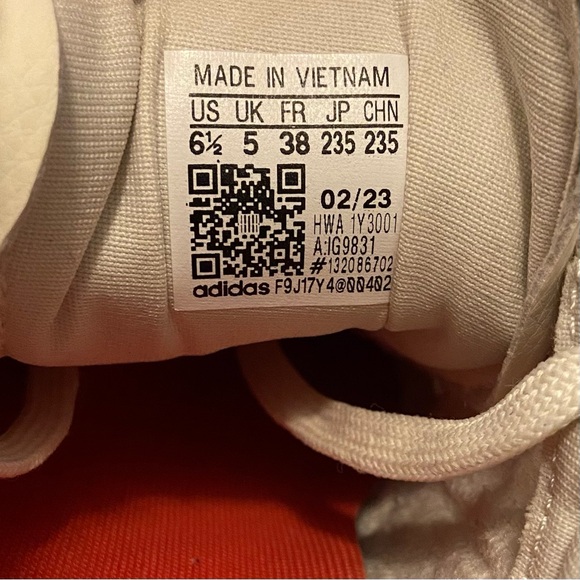 MADE IN VIETNAM
US UK FR JP CHN
6½ 5 38 235 235
02/23
HWA 1Y3001
A:IG9831
#132086702
adidas F9J17Y4@00402